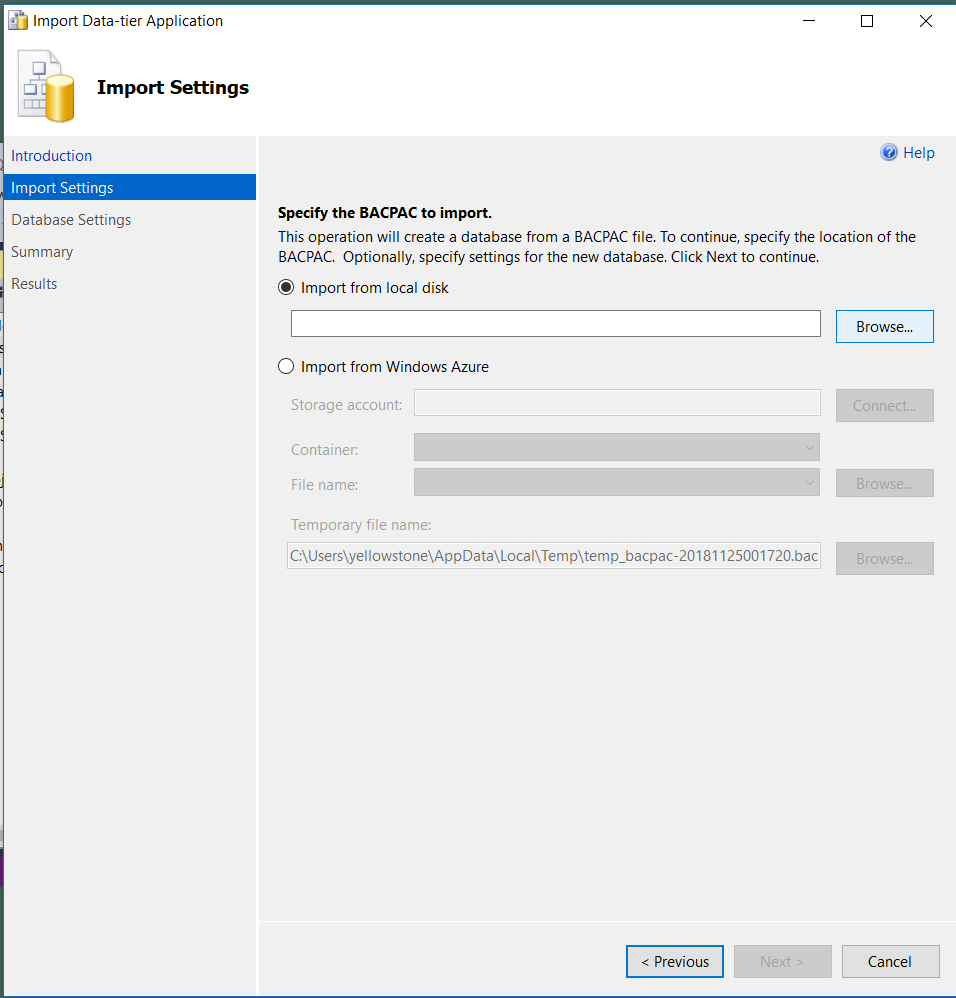 Import Data-tier Application
Import Settings
Introduction
Import Settings
Database Settings
Summary
Results
Help
Specify the BACPAC to import.
This operation will create a database from a BACPAC file. To continue, specify the location of the
BACPAC.  Optionally, specify settings for the new database. Click Next to continue.
Import from local disk
Browse...
Import from Windows Azure
Storage account:
Connect...
Container:
File name:
Browse...
Temporary file name:
C:\Users\yellowstone\AppData\Local\Temp\temp_bacpac-20181125001720.bac
Browse...
< Previous
Next >
Cancel